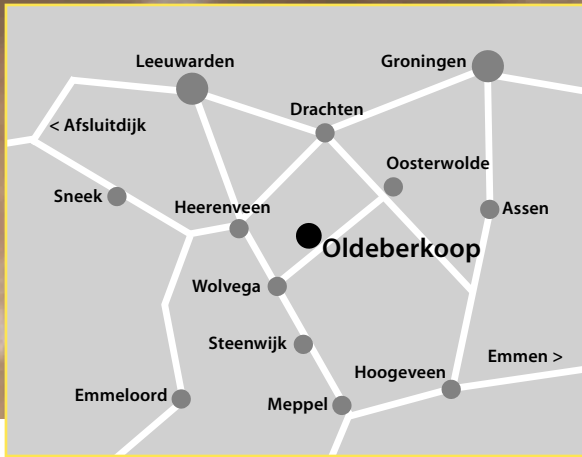 Leeuwarden
Groningen
Drachten
< Afsluitdijk
Oosterwolde
Sneek
Heerenveen
Assen
Oldeberkoop
Wolvega
Steenwijk
Emmen >
Hoogeveen
Emmeloord
Meppel